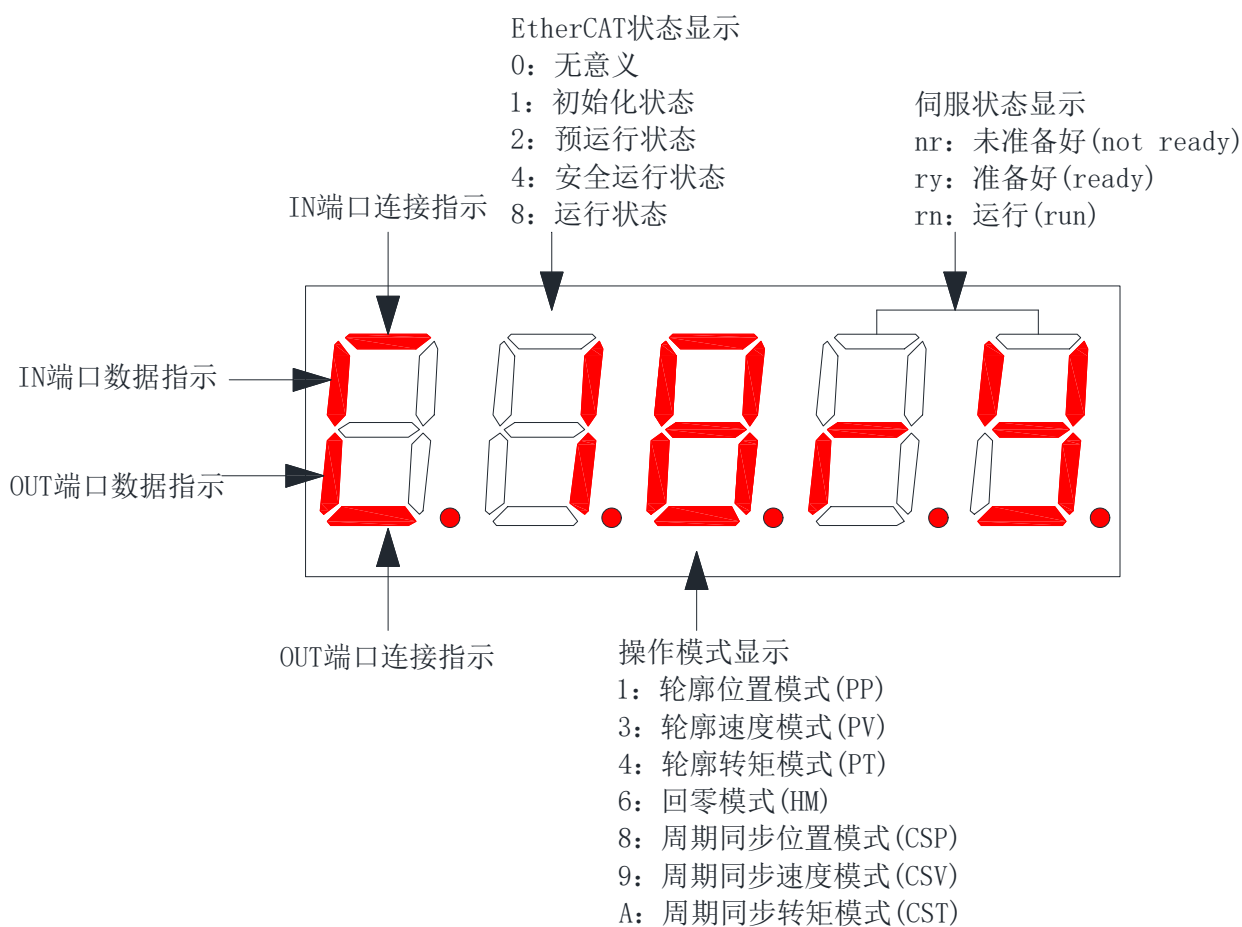 EtherCAT状态显示
0: 无意义
1: 初始化状态
2: 预运行状态
4: 安全运行状态
8: 运行状态
伺服状态显示
nr: 未准备好(not ready)
ry: 准备好(ready)
rn: 运行(run)
IN端口连接指示
IN端口数据指示
OUT端口数据指示
OUT端口连接指示
C18ry
操作模式显示
1: 轮廓位置模式(PP)
3: 轮廓速度模式(PV)
4: 轮廓转矩模式(PT)
6: 回零模式(HM)
8: 周期同步位置模式(CSP)
9: 周期同步速度模式(CSV)
A: 周期同步转矩模式(CST)